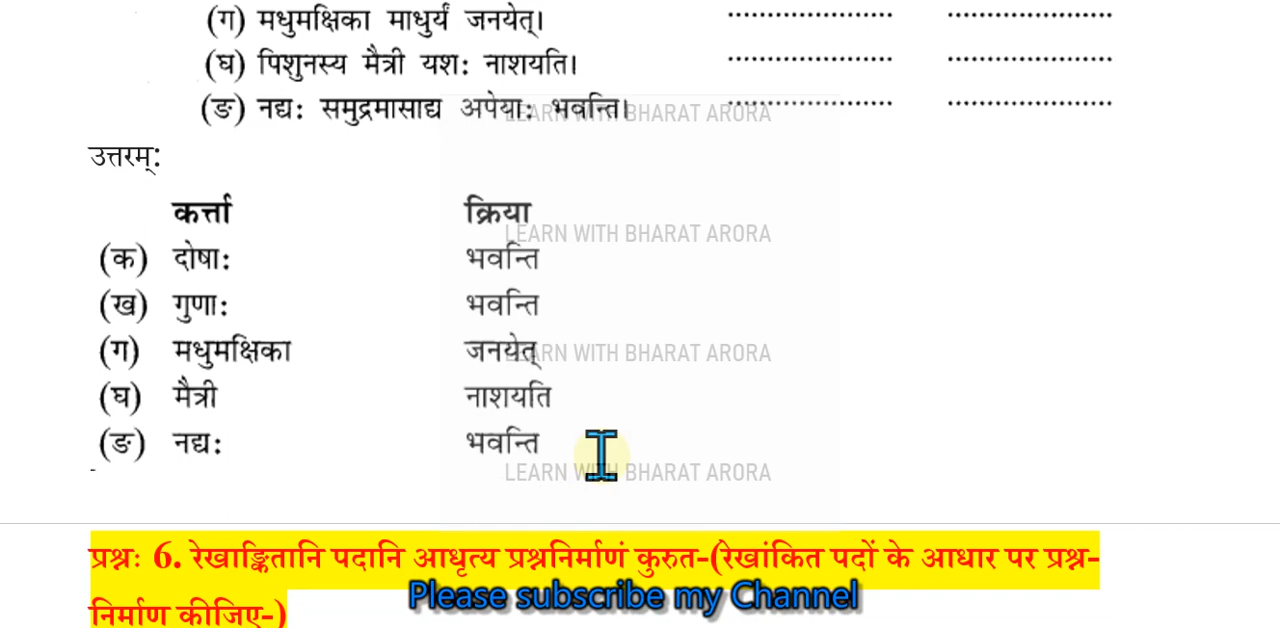 (ग) मधुमक्षिका माधुर्यं जनयेत्। .................... ....................
(घ) पिशुनस्य मैत्री यशः नाशयति। .................... ....................
(ङ) नद्यः समुद्रमासाद्य अपेयाः भवन्ति। .................... ....................
LEARN WITH BHARAT ARORA
उत्तरम्:
कर्त्ता क्रिया
LEARN WITH BHARAT ARORA
(क) दोषाः भवन्ति
(ख) गुणाः भवन्ति
(ग) मधुमक्षिका जनयेत्
LEARN WITH BHARAT ARORA
(घ) मैत्री नाशयति
(ङ) नद्यः भवन्ति
LEARN WITH BHARAT ARORA
प्रश्नः 6. रेखाङ्कितानि पदानि आधृत्य प्रश्ननिर्माणं कुरुत-(रेखांकित पदों के आधार पर प्रश्न-
निर्माण कीजिए-)
Please subscribe my Channel